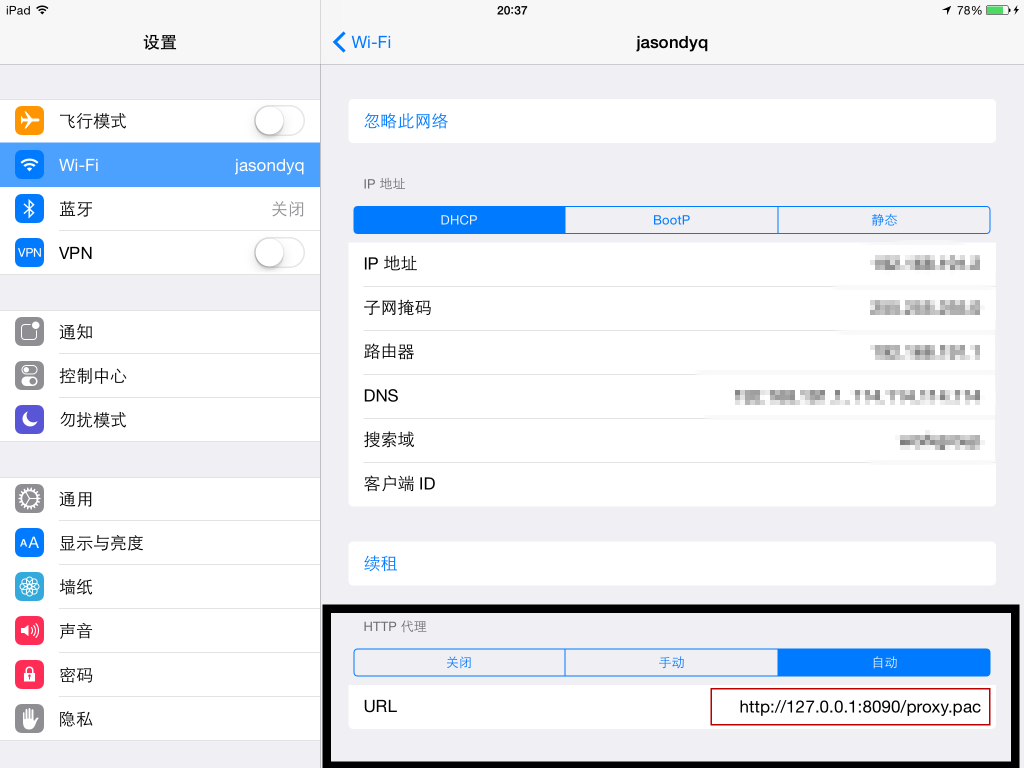 iPad 20:37 78%
设置
Wi-Fi jasondyq
飞行模式
Wi-Fi jasondyq
蓝牙 关闭
VPN VPN
通知
控制中心
勿扰模式
通用
AA 显示与亮度
墙纸
声音
密码
隐私
忽略此网络
IP 地址
DHCP BootP 静态
IP 地址
子网掩码
路由器
DNS
搜索域
客户端 ID
续租
HTTP 代理
关闭 手动 自动
URL http://127.0.0.1:8090/proxy.pac